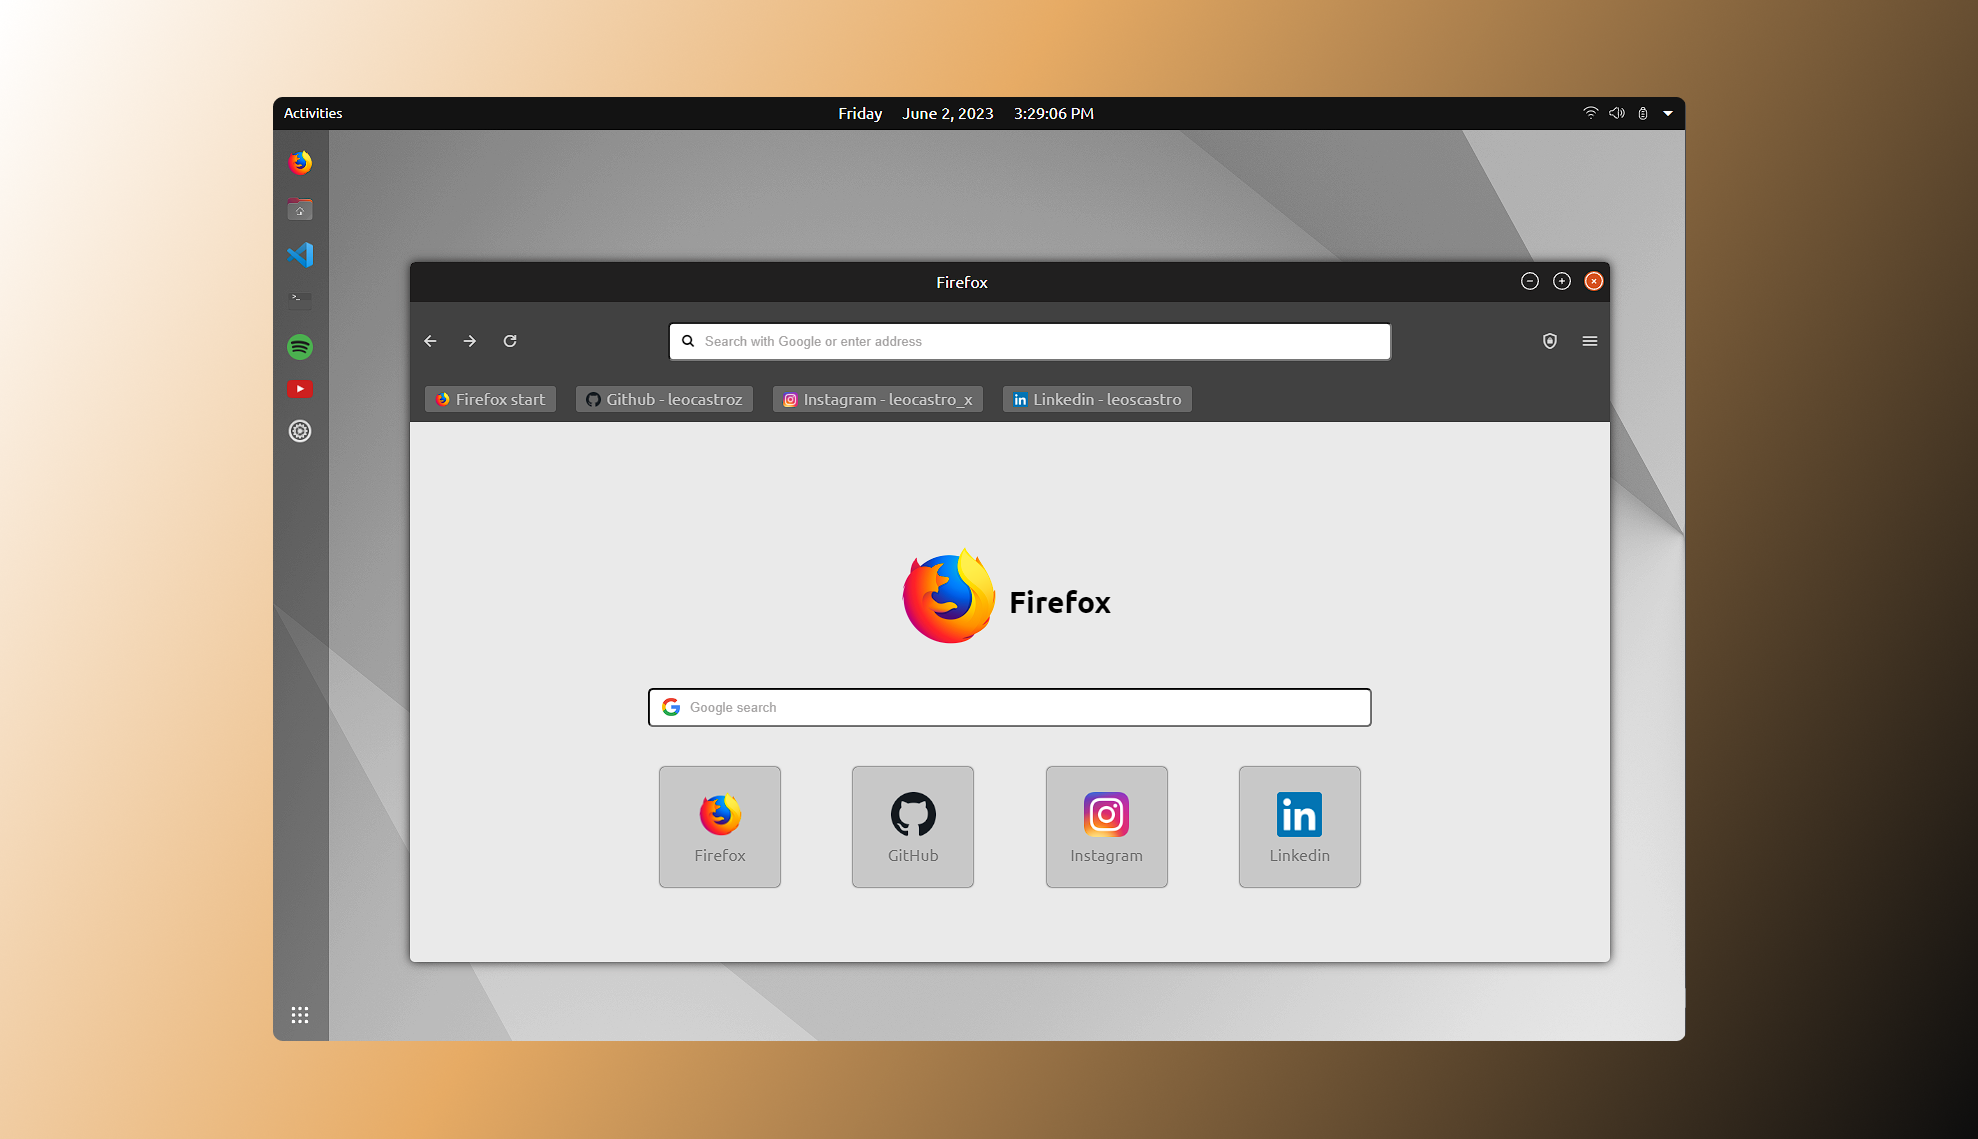 Activities
Friday June 2, 2023 3:29:06 PM
Firefox
Search with Google or enter address
Firefox start
Github - leocastroz
Instagram - leocastro_x
Linkedin - leoscastro
Firefox
Google search
Firefox
GitHub
Instagram
Linkedin